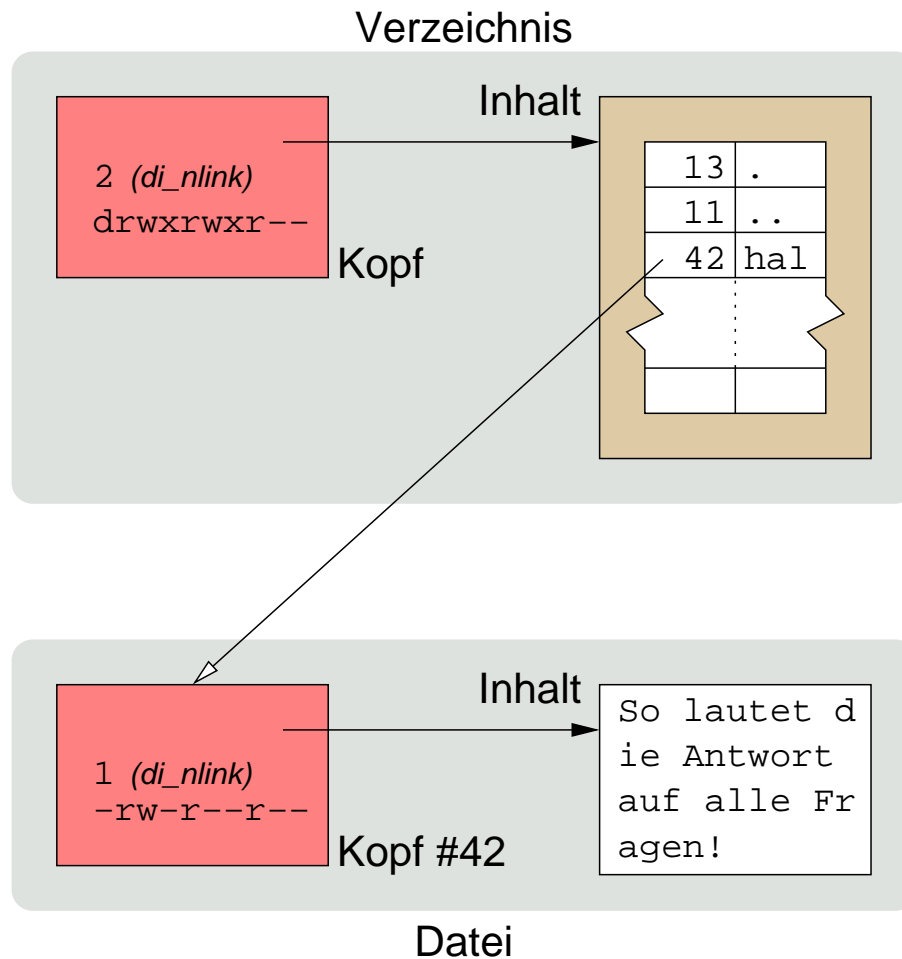 Verzeichnis
Inhalt
2 (di_nlink)
drwxrwxr--
Kopf
13 .
11 ..
42 hal
Inhalt
1 (di_nlink)
-rw-r--r--
Kopf #42
So lautet d
ie Antwort
auf alle Fr
agen!
Datei